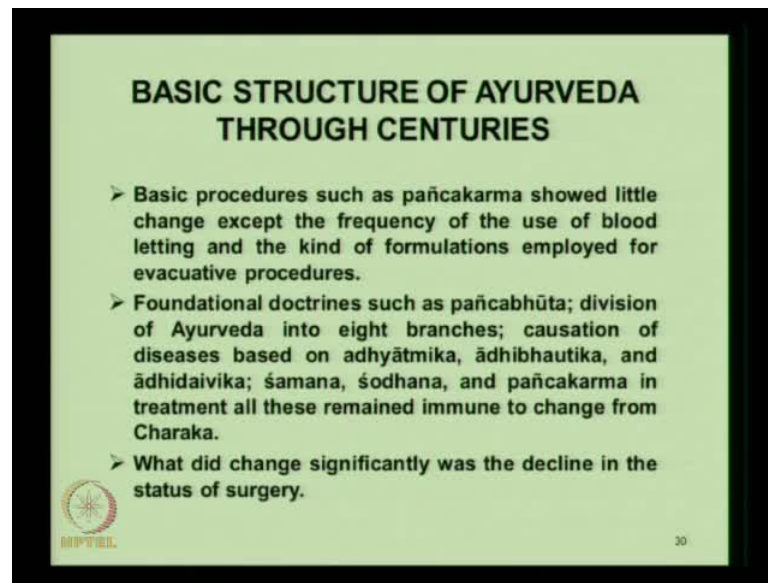 BASIC STRUCTURE OF AYURVEDA
THROUGH CENTURIES
➢ Basic procedures such as pañcakarma showed little
change except the frequency of the use of blood
letting and the kind of formulations employed for
evacuative procedures.
➢ Foundational doctrines such as pañcabhūta; division
of Ayurveda into eight branches; causation of
diseases based on adhyātmika, ādhibhautika, and
ādhidaivika; śamana, śodhana, and pañcakarma in
treatment all these remained immune to change from
Charaka.
➢ What did change significantly was the decline in the
status of surgery.
NPTEL
30